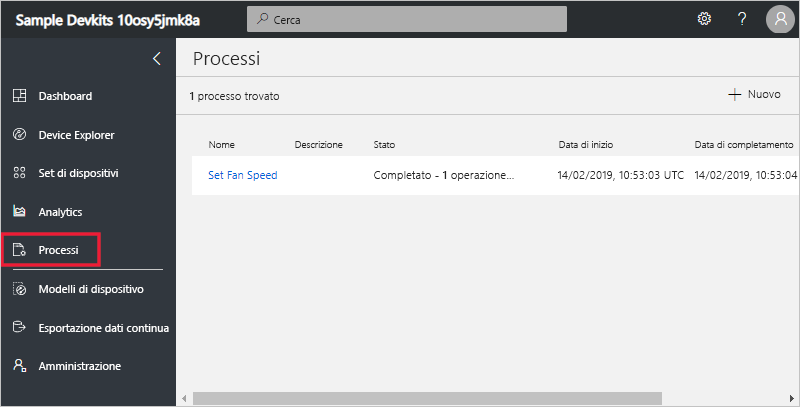 Sample Devkits 10osy5jmk8a
Cerca
?
Dashboard
Device Explorer
Set di dispositivi
Analytics
Processi
Modelli di dispositivo
Esportazione dati continua
Amministrazione
Processi
1 processo trovato
Nuovo
Nome Descrizione Stato Data di inizio Data di completamento
Set Fan Speed Completato - 1 operazione... 14/02/2019, 10:53:03 UTC 14/02/2019, 10:53:04